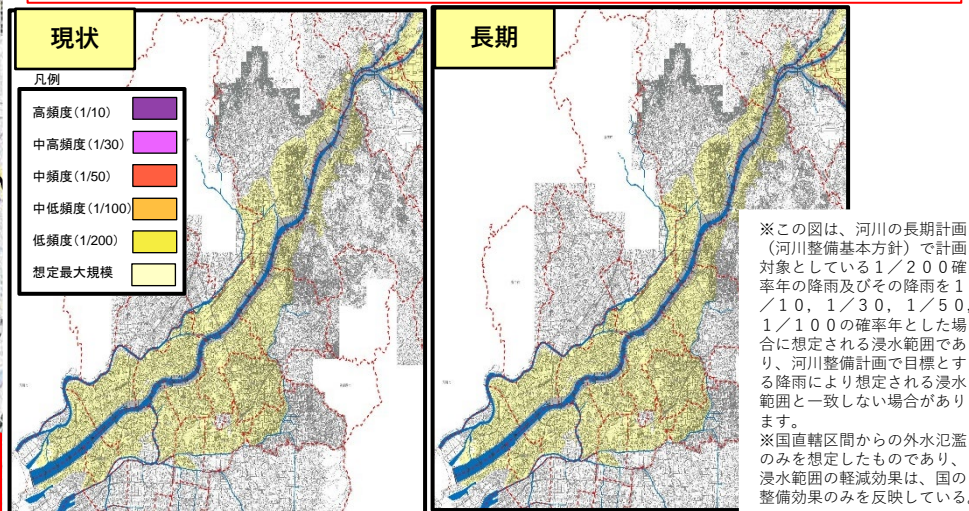 現状
凡例
高頻度(1/10)
中高頻度(1/30)
中頻度(1/50)
中低頻度(1/100)
低頻度(1/200)
想定最大規模
長期
※この図は、河川の長期計画
（河川整備基本方針）で計画
対象としている１／２００確
率年の降雨及びその降雨を１
／10，１／３０，１／５０，
１／１００の確率年とした場
合に想定される浸水範囲であ
り、河川整備計画で目標とす
る降雨により想定される浸水
範囲と一致しない場合があり
ます。
※国直轄区間からの外水氾濫
のみを想定したものであり、
浸水範囲の軽減効果は、国の
整備効果のみを反映している。